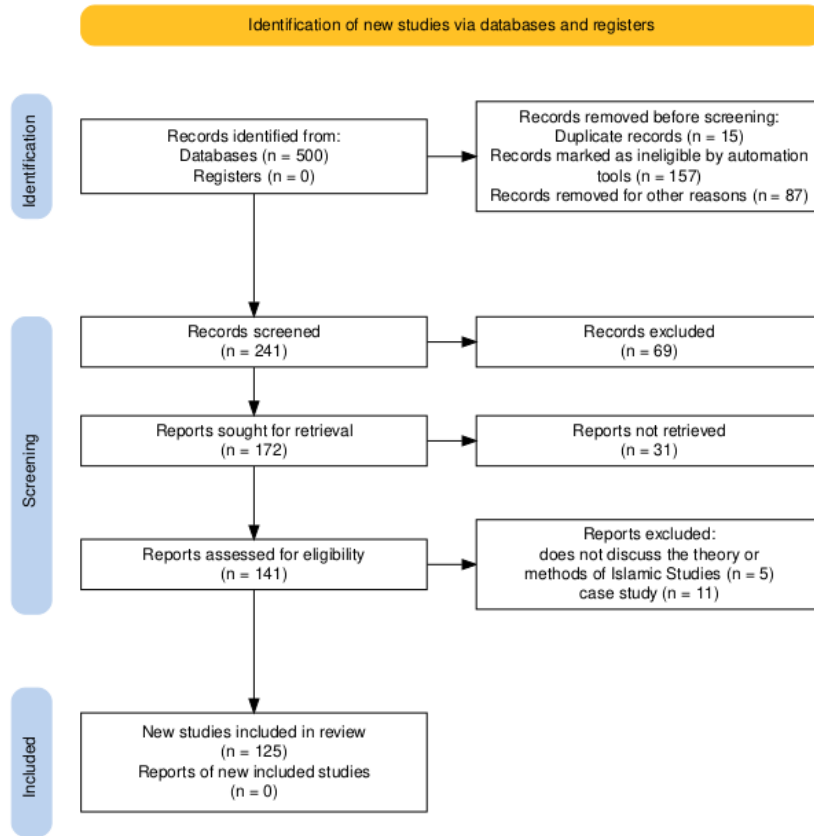 Identification of new studies via databases and registers
Identification
Records identified from:
Databases (n = 500)
Registers (n = 0)
Records removed before screening:
Duplicate records (n = 15)
Records marked as ineligible by automation
tools (n = 157)
Records removed for other reasons (n = 87)
Screening
Records screened
(n = 241)
Records excluded
(n = 69)
Reports sought for retrieval
(n = 172)
Reports not retrieved
(n = 31)
Reports assessed for eligibility
(n = 141)
Reports excluded:
does not discuss the theory or
methods of Islamic Studies (n = 5)
case study (n = 11)
Included
New studies included in review
(n = 125)
Reports of new included studies
(n = 0)